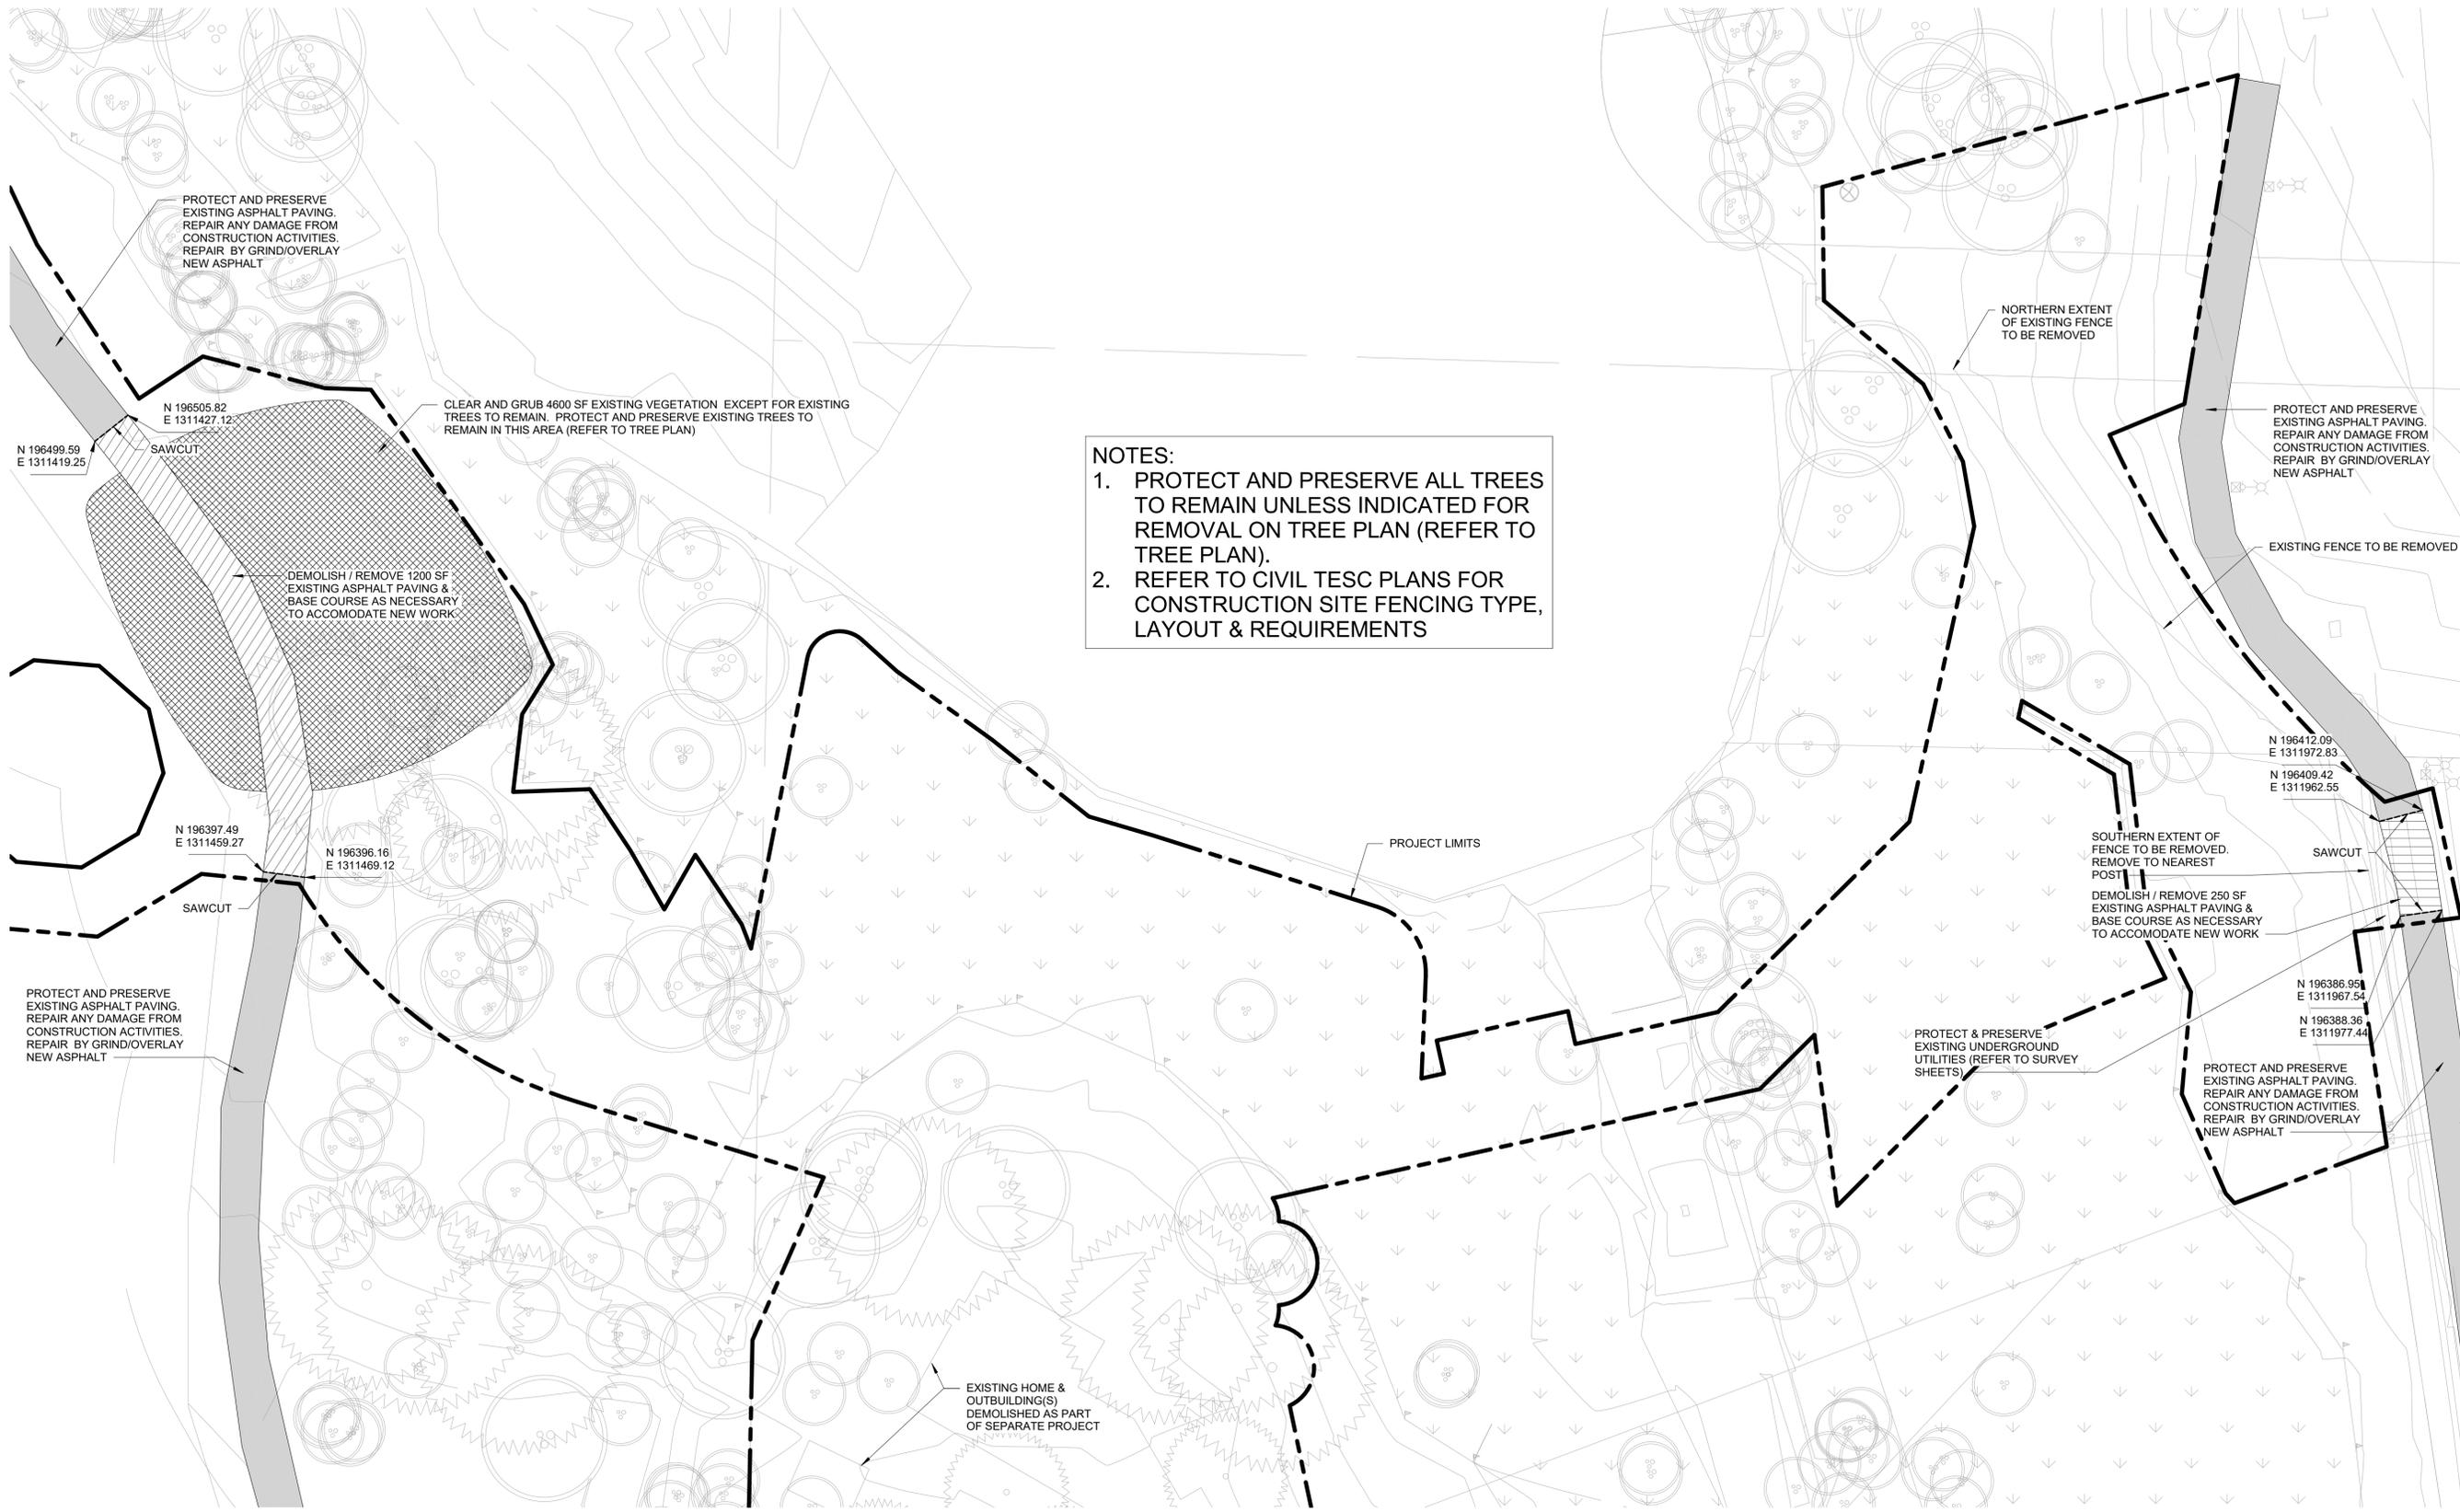 PROTECT AND PRESERVE
EXISTING ASPHALT PAVING.
REPAIR ANY DAMAGE FROM
CONSTRUCTION ACTIVITIES.
REPAIR BY GRIND/OVERLAY
NEW ASPHALT
N 196505.82
E 1311427.12
SAWCUT
N 196499.59
E 1311419.25
CLEAR AND GRUB 4600 SF EXISTING VEGETATION EXCEPT FOR EXISTING
TREES TO REMAIN. PROTECT AND PRESERVE EXISTING TREES TO
REMAIN IN THIS AREA (REFER TO TREE PLAN)
DEMOLISH / REMOVE 1200 SF
EXISTING ASPHALT PAVING &
BASE COURSE AS NECESSARY
TO ACCOMODATE NEW WORK
N 196397.49
E 1311459.27
N 196396.16
E 1311469.12
SAWCUT
PROTECT AND PRESERVE
EXISTING ASPHALT PAVING.
REPAIR ANY DAMAGE FROM
CONSTRUCTION ACTIVITIES.
REPAIR BY GRIND/OVERLAY
NEW ASPHALT
NOTES:
1. PROTECT AND PRESERVE ALL TREES
TO REMAIN UNLESS INDICATED FOR
REMOVAL ON TREE PLAN (REFER TO
TREE PLAN).
2. REFER TO CIVIL TESC PLANS FOR
CONSTRUCTION SITE FENCING TYPE,
LAYOUT & REQUIREMENTS
PROJECT LIMITS
EXISTING HOME &
OUTBUILDING(S)
DEMOLISHED AS PART
OF SEPARATE PROJECT
NORTHERN EXTENT
OF EXISTING FENCE
TO BE REMOVED
PROTECT AND PRESERVE
EXISTING ASPHALT PAVING.
REPAIR ANY DAMAGE FROM
CONSTRUCTION ACTIVITIES.
REPAIR BY GRIND/OVERLAY
NEW ASPHALT
EXISTING FENCE TO BE REMOVED
N 196412.09
E 1311972.83
N 196409.42
E 1311962.55
SOUTHERN EXTENT OF
FENCE TO BE REMOVED.
REMOVE TO NEAREST
POST
SAWCUT
DEMOLISH / REMOVE 250 SF
EXISTING ASPHALT PAVING &
BASE COURSE AS NECESSARY
TO ACCOMODATE NEW WORK
N 196386.95
E 1311967.54
N 196388.36
E 1311977.44
PROTECT & PRESERVE
EXISTING UNDERGROUND
UTILITIES (REFER TO SURVEY
SHEETS)
PROTECT AND PRESERVE
EXISTING ASPHALT PAVING.
REPAIR ANY DAMAGE FROM
CONSTRUCTION ACTIVITIES.
REPAIR BY GRIND/OVERLAY
NEW ASPHALT